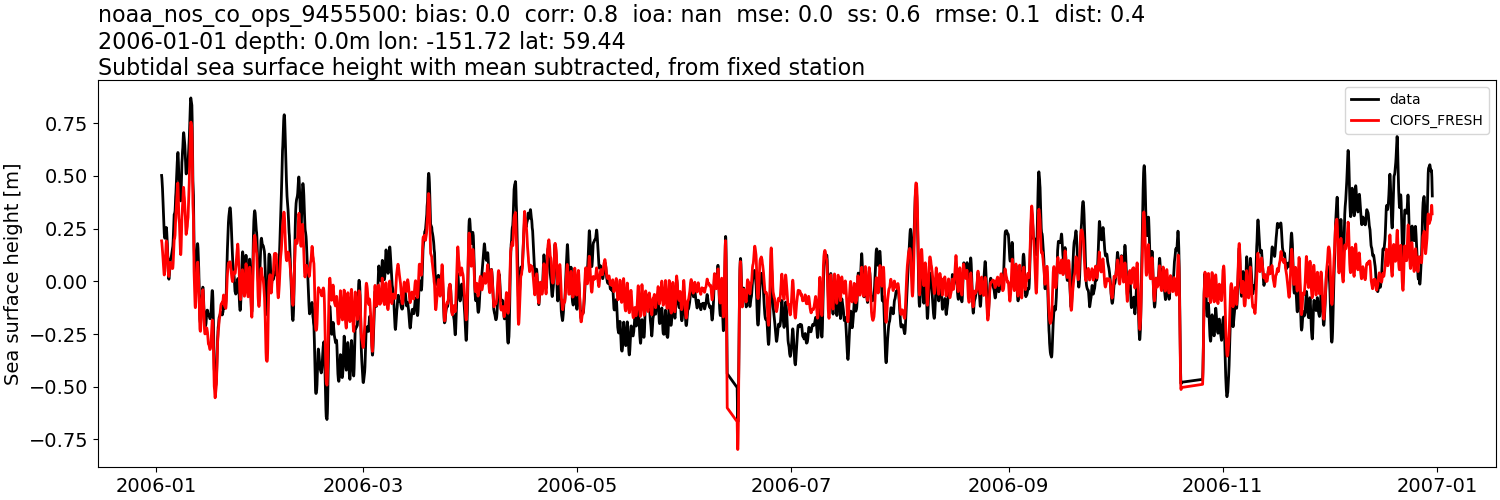 noaa_nos_co_ops_9455500: bias: 0.0  corr: 0.8  ioa: nan  mse: 0.0  ss: 0.6  rmse: 0.1  dist: 0.4
2006-01-01 depth: 0.0m lon: -151.72 lat: 59.44
Subtidal sea surface height with mean subtracted, from fixed station
data
CIOFS_FRESH
Sea surface height [m]
0.75
0.50
0.25
0.00
−0.25
−0.50
−0.75
2006-01
2006-03
2006-05
2006-07
2006-09
2006-11
2007-01